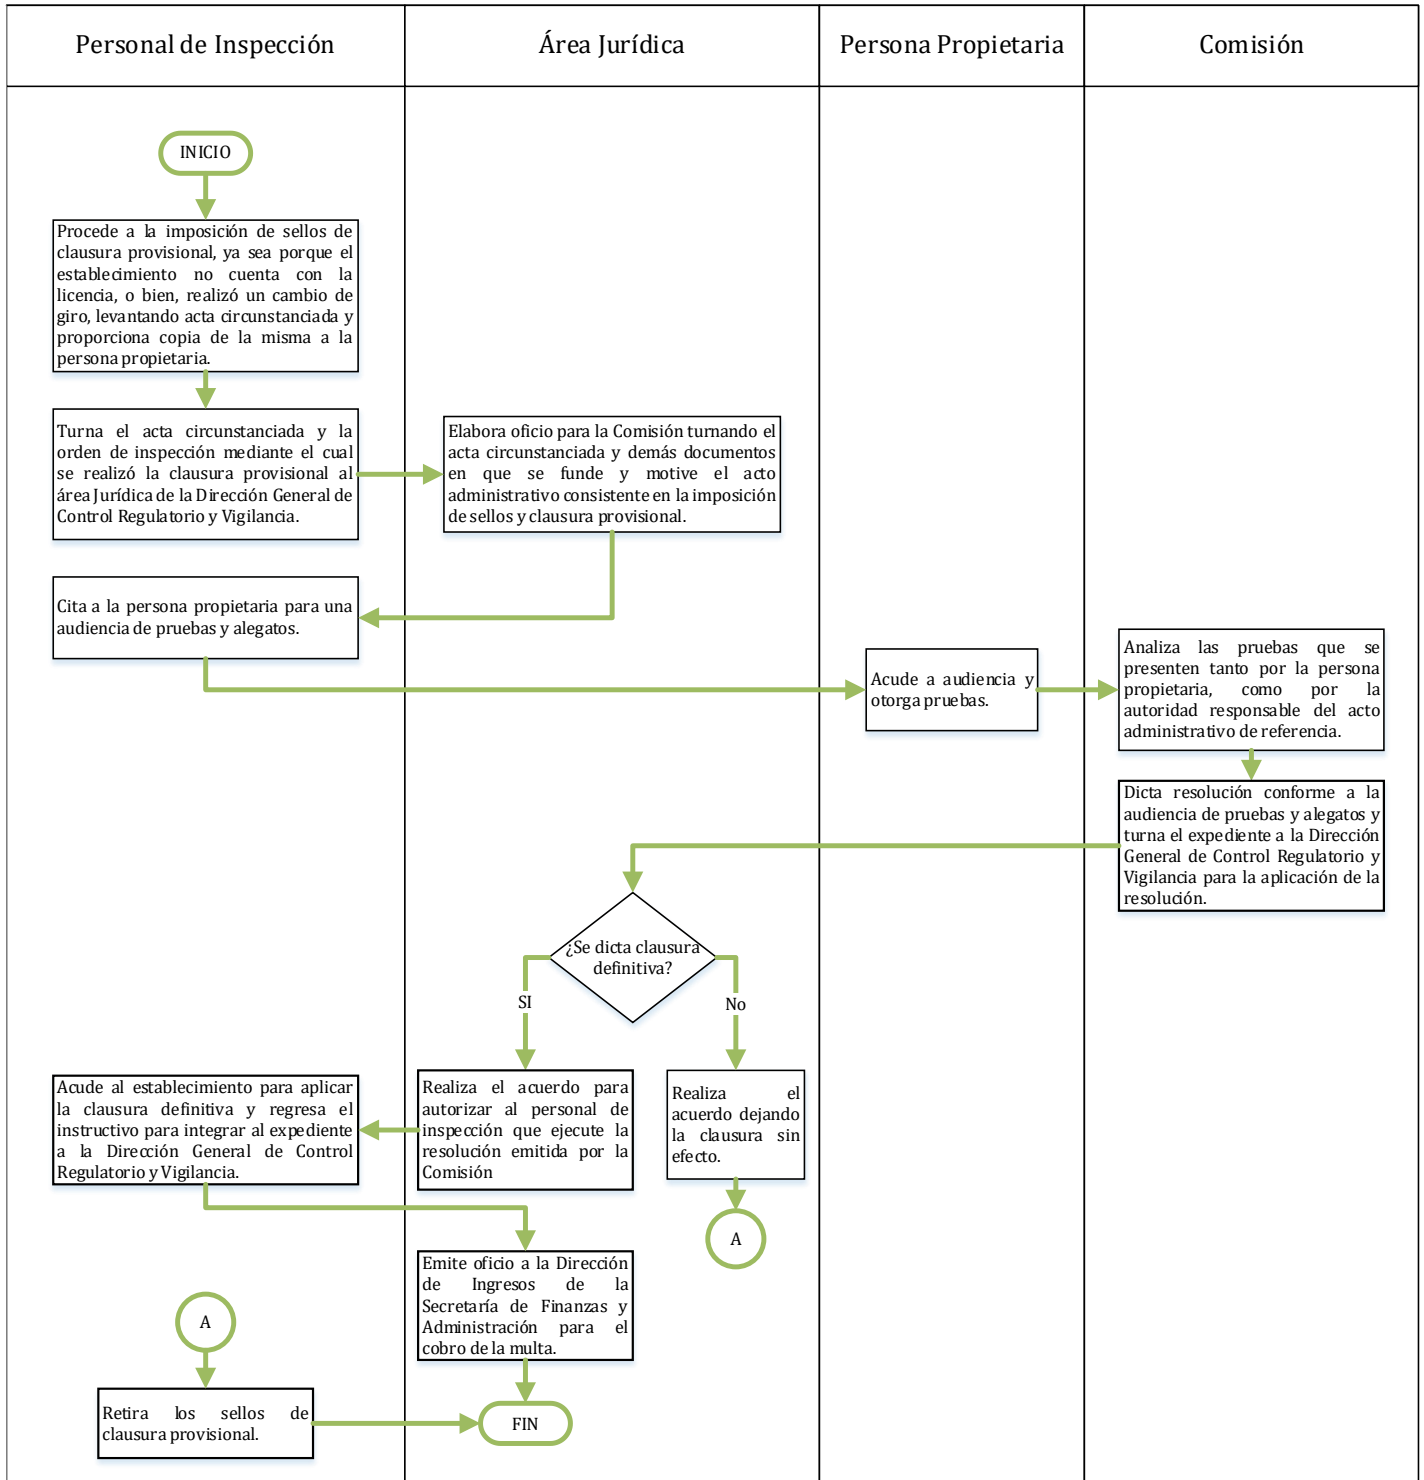 Personal de Inspección
Área Jurídica
Persona Propietaria
Comisión
INICIO
Procede a la imposición de sellos de
clausura provisional, ya sea porque el
establecimiento no cuenta con la
licencia, o bien, realizó un cambio de
giro, levantando acta circunstanciada y
proporciona copia de la misma a la
persona propietaria.
Turna el acta circunstanciada y la
orden de inspección mediante el cual
se realizó la clausura provisional al
área Jurídica de la Dirección General de
Control Regulatorio y Vigilancia.
Elabora oficio para la Comisión turnando el
acta circunstanciada y demás documentos
en que se funde y motive el acto
administrativo consistente en la imposición
de sellos y clausura provisional.
Cita a la persona propietaria para una
audiencia de pruebas y alegatos.
Acude a audiencia y
otorga pruebas.
Analiza las pruebas que se
presenten tanto por la persona
propietaria, como por la
autoridad responsable del acto
administrativo de referencia.
Dicta resolución conforme a la
audiencia de pruebas y alegatos y
turna el expediente a la Dirección
General de Control Regulatorio y
Vigilancia para la aplicación de la
resolución.
¿Se dicta clausura
definitiva?
SI
No
Acude al establecimiento para aplicar
la clausura definitiva y regresa el
instructivo para integrar al expediente
a la Dirección General de Control
Regulatorio y Vigilancia.
Realiza el acuerdo para
autorizar al personal de
inspección que ejecute la
resolución emitida por la
Comisión
Realiza el
acuerdo dejando
la clausura sin
efecto.
A
Emite oficio a la Dirección
de Ingresos de la
Secretaría de Finanzas y
Administración para el
cobro de la multa.
A
Retira los sellos de
clausura provisional.
FIN